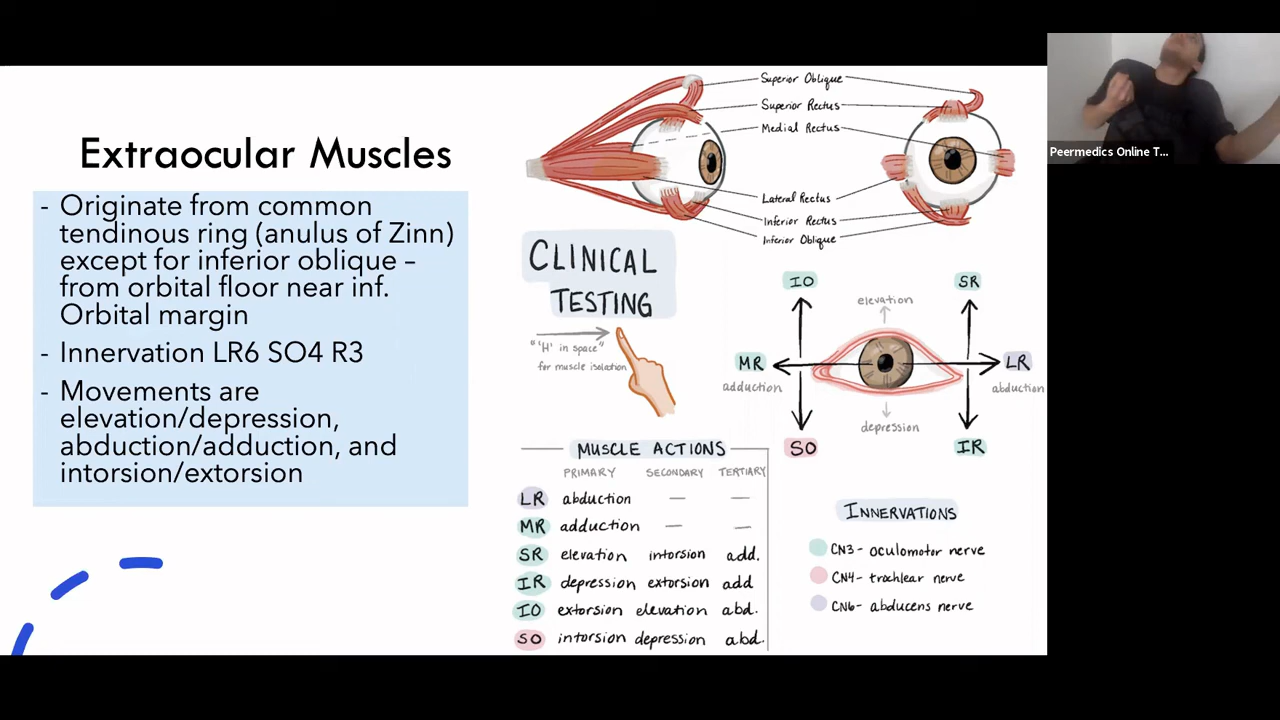 Extraocular Muscles
- Originate from common
tendinous ring (anulus of Zinn)
except for inferior oblique –
from orbital floor near inf.
Orbital margin
- Innervation LR6 SO4 R3
- Movements are
elevation/depression,
abduction/adduction, and
intorsion/extorsion
Superior Oblique
Superior Rectus
Medial Rectus
Lateral Rectus
Inferior Rectus
Inferior Oblique
CLINICAL
TESTING
"'H' in space"
for muscle isolation
IO
SR
elevation
MR
adduction
LR
abduction
depression
SO
IR
MUSCLE ACTIONS
PRIMARY SECONDARY TERTIARY
LR abduction — —
MR adduction — —
SR elevation intorsion add.
IR depression extorsion add
IO extorsion elevation abd.
SO intorsion depression abd.
INNERVATIONS
CN3- oculomotor nerve
CN4- trochlear nerve
CN6- abducens nerve
Peermedics Online T...